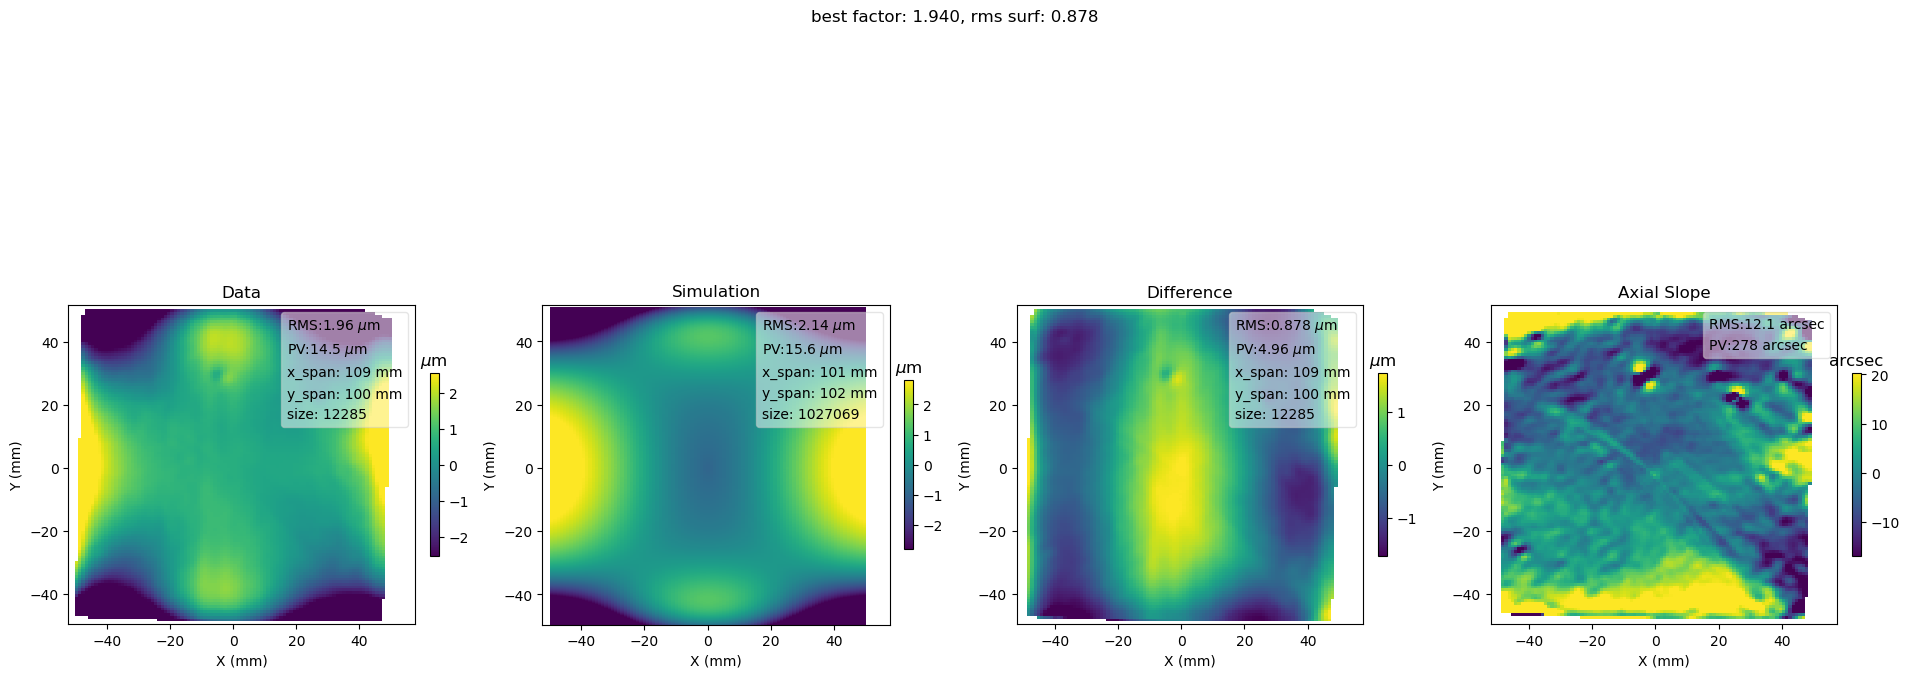 best factor: 1.940, rms surf: 0.878
Data
RMS:1.96 μm
PV:14.5 μm
x_span: 109 mm
y_span: 100 mm
size: 12285
μm
2
1
0
−1
−2
40
20
0
−20
−40
Y (mm)
−40 −20 0 20 40
X (mm)
Simulation
RMS:2.14 μm
PV:15.6 μm
x_span: 101 mm
y_span: 102 mm
size: 1027069
μm
2
1
0
−1
−2
40
20
0
−20
−40
Y (mm)
−40 −20 0 20 40
X (mm)
Difference
RMS:0.878 μm
PV:4.96 μm
x_span: 109 mm
y_span: 100 mm
size: 12285
μm
1
0
−1
40
20
0
−20
−40
Y (mm)
−40 −20 0 20 40
X (mm)
Axial Slope
RMS:12.1 arcsec
PV:278 arcsec
arcsec
20
10
0
−10
40
20
0
−20
−40
Y (mm)
−40 −20 0 20 40
X (mm)